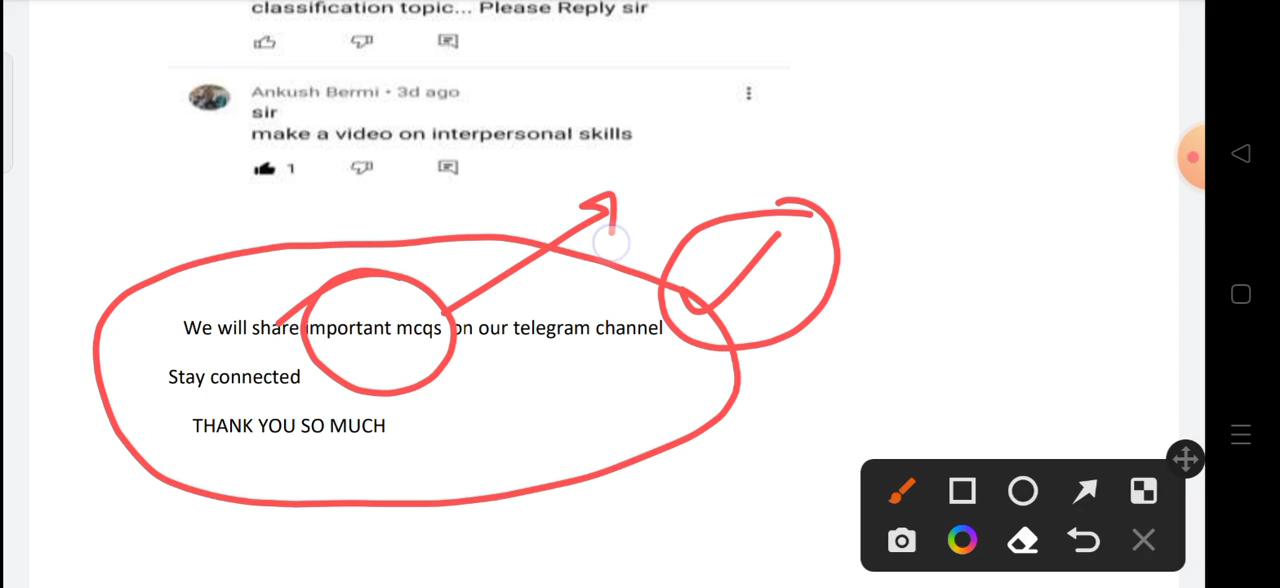 classification topic... Please Reply sir
Ankush Bermi • 3d ago
sir
make a video on interpersonal skills
1
We will share important mcqs on our telegram channel
Stay connected
THANK YOU SO MUCH